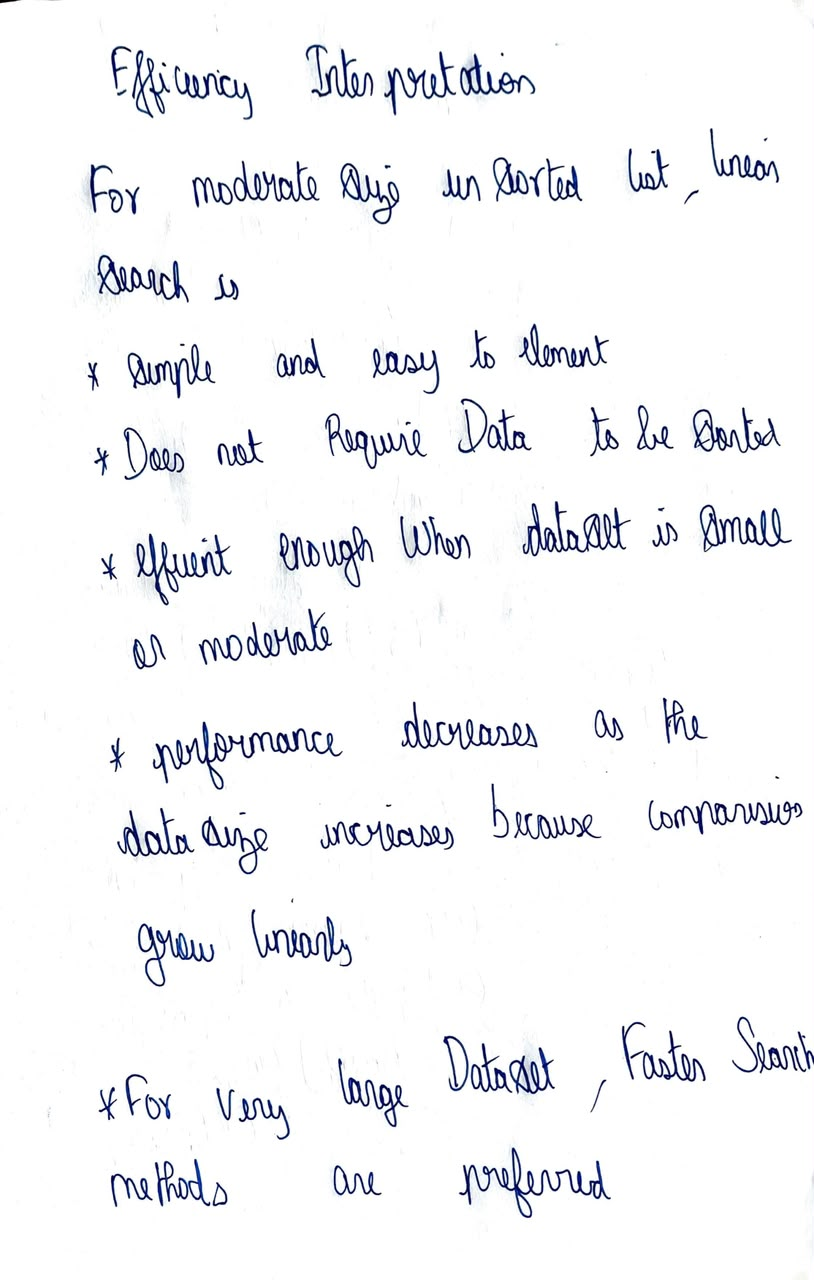 Efficiency Interpretation
For moderate size unsorted list, linear
search is
* Simple and easy to element
* Does not Require Data to be Sorted
* efficient enough When dataset is small
or moderate
* performance decreases as the
data size increases because comparisios
grow linearly
* For very large Dataset, Faster Search
methods are preferred